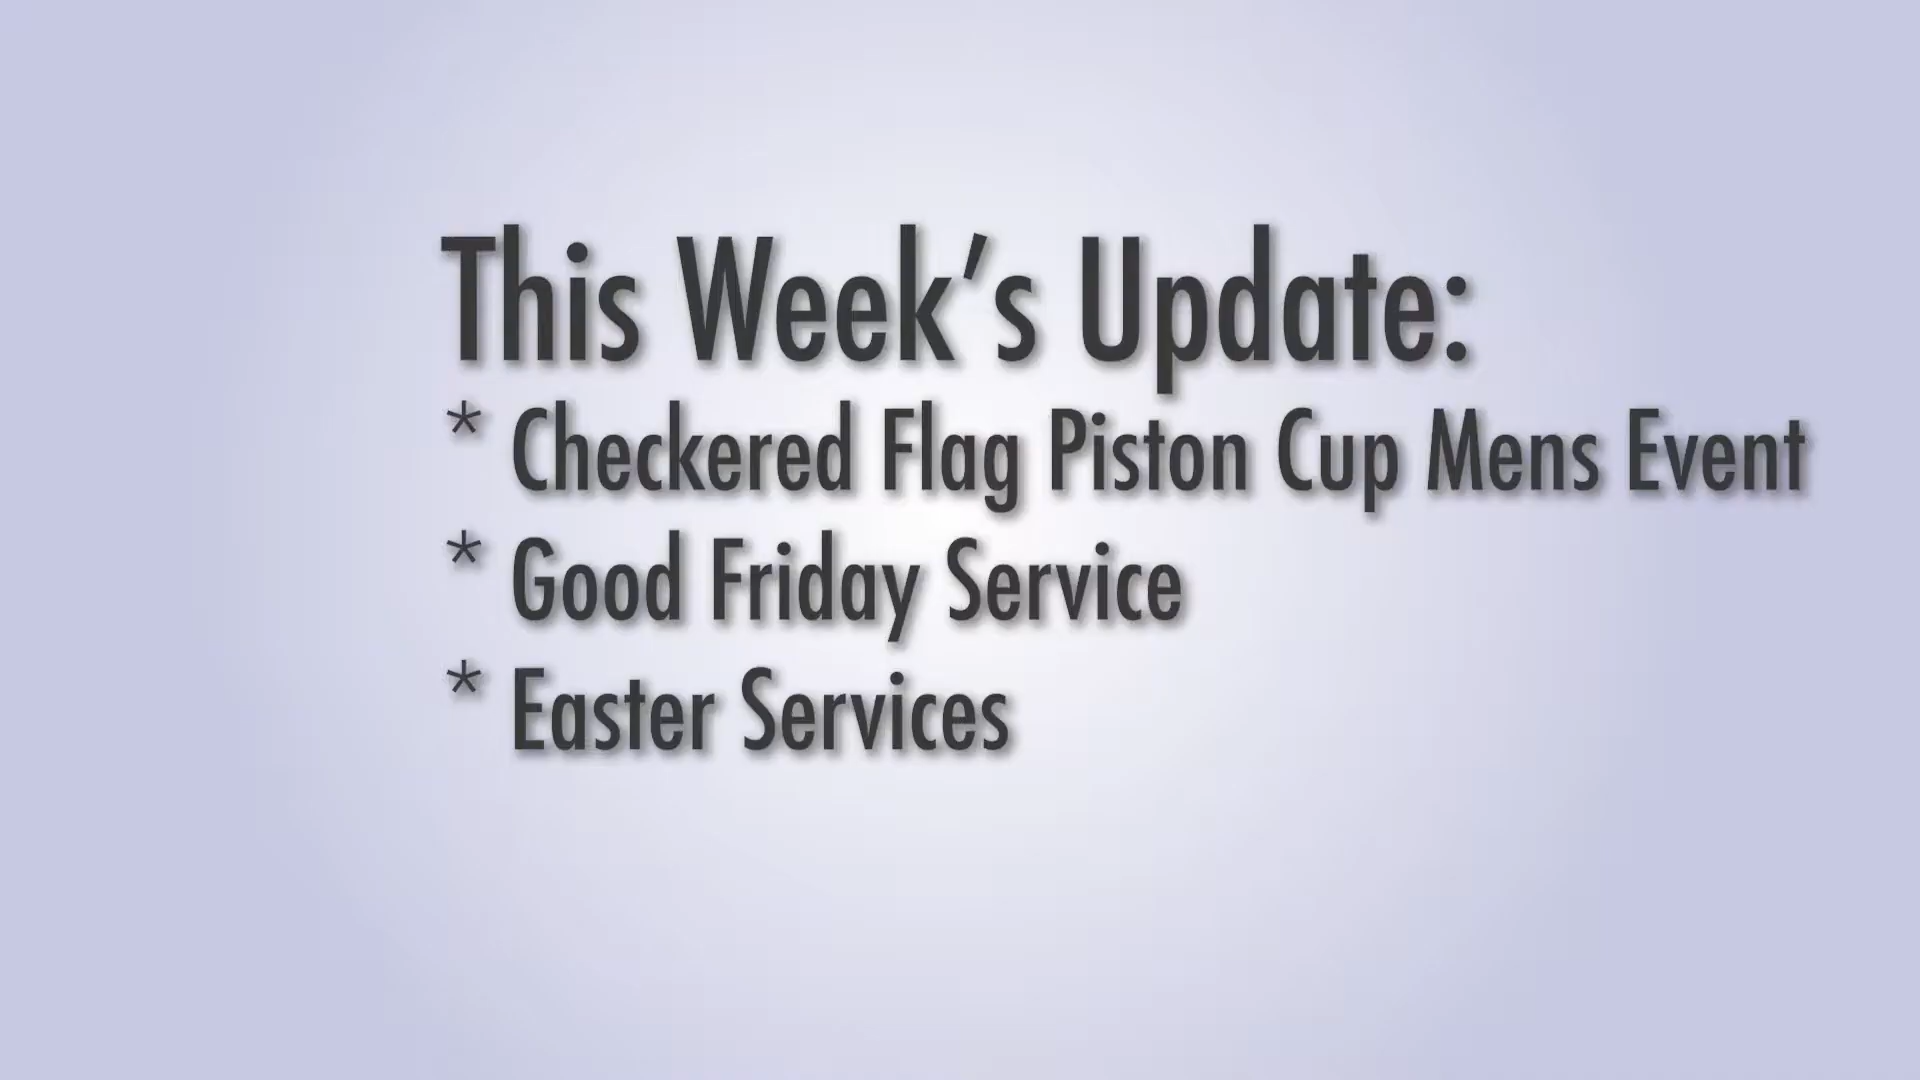 This Week’s Update:
* Checkered Flag Piston Cup Mens Event
* Good Friday Service
* Easter Services